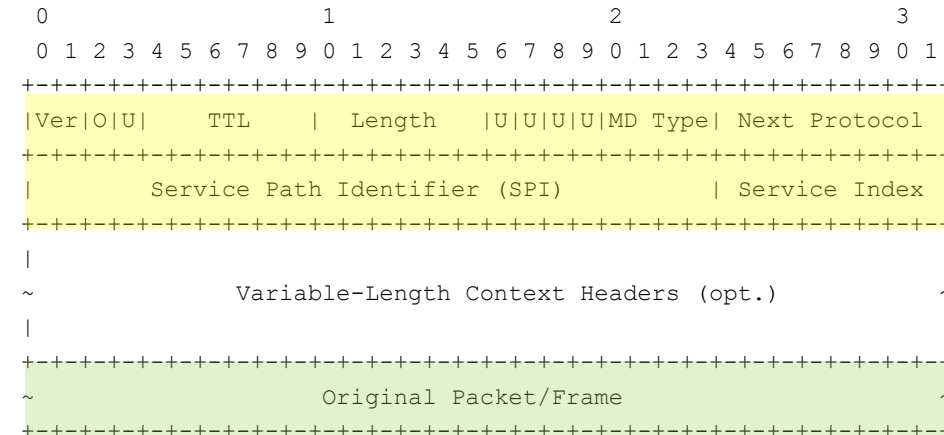 0                   1                   2                   3
0 1 2 3 4 5 6 7 8 9 0 1 2 3 4 5 6 7 8 9 0 1 2 3 4 5 6 7 8 9 0 1
+-+-+-+-+-+-+-+-+-+-+-+-+-+-+-+-+-+-+-+-+-+-+-+-+-+-+-+-+-+-+-+--
|Ver|O|U|    TTL    |  Length   |U|U|U|U|MD Type| Next Protocol
+-+-+-+-+-+-+-+-+-+-+-+-+-+-+-+-+-+-+-+-+-+-+-+-+-+-+-+-+-+-+-+--
|        Service Path Identifier (SPI)          | Service Index
+-+-+-+-+-+-+-+-+-+-+-+-+-+-+-+-+-+-+-+-+-+-+-+-+-+-+-+-+-+-+-+--
|
~              Variable-Length Context Headers (opt.)           ~
|
+-+-+-+-+-+-+-+-+-+-+-+-+-+-+-+-+-+-+-+-+-+-+-+-+-+-+-+-+-+-+-+--
~                    Original Packet/Frame                      ~
+-+-+-+-+-+-+-+-+-+-+-+-+-+-+-+-+-+-+-+-+-+-+-+-+-+-+-+-+-+-+-+--